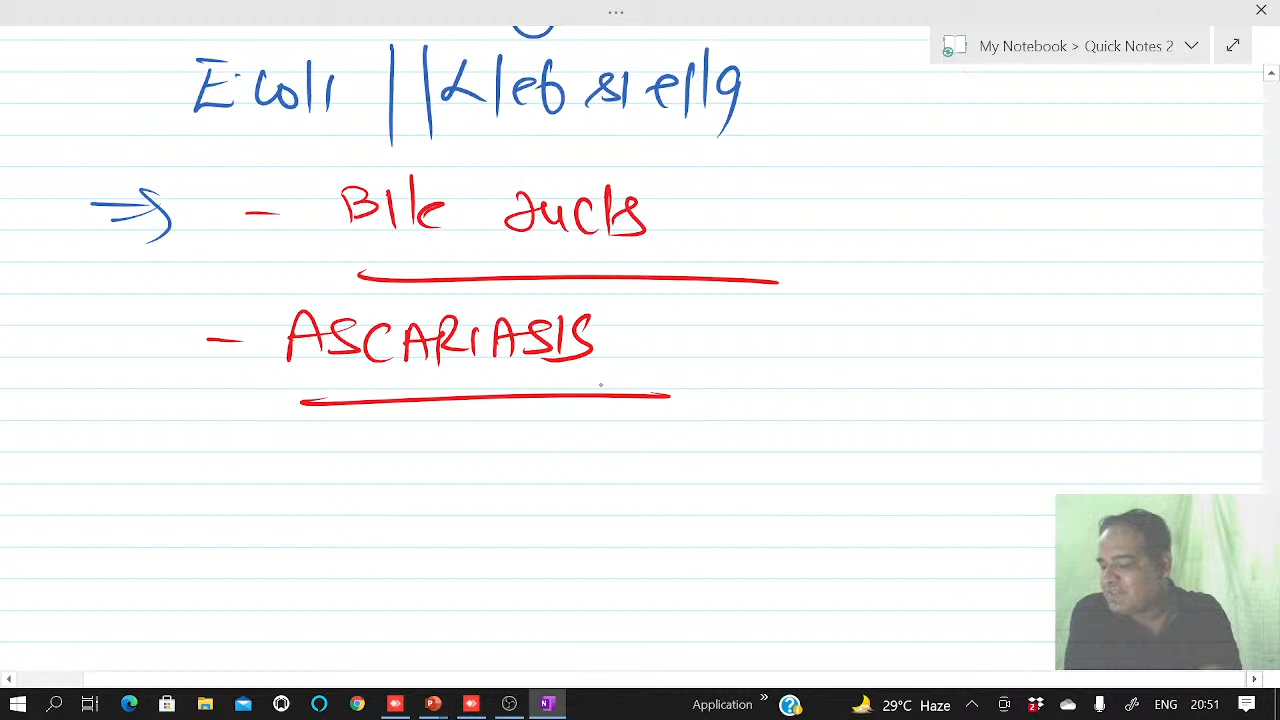 My Notebook > Quick Notes 2
E. Coli || Klebsiella
⇒ - Bile ducts
- ASCARIASIS
Application
29°C Haze
ENG
20:51